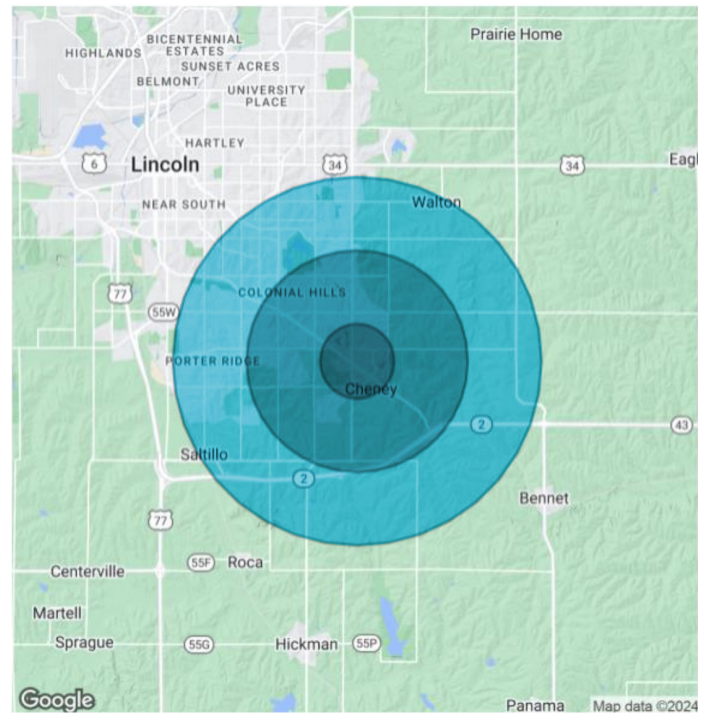 Prairie Home
BICENTENNIAL
ESTATES
HIGHLANDS
SUNSET ACRES
BELMONT
UNIVERSITY
PLACE
HARTLEY
6
Lincoln
34
34
Eagl
NEAR SOUTH
Walton
77
COLONIAL HILLS
55W
PORTER RIDGE
Cheney
2
43
Saltillo
2
Bennet
77
55F
Roca
Centerville
Martell
Sprague
55G
Hickman
55P
Google
Panama
Map data ©2024